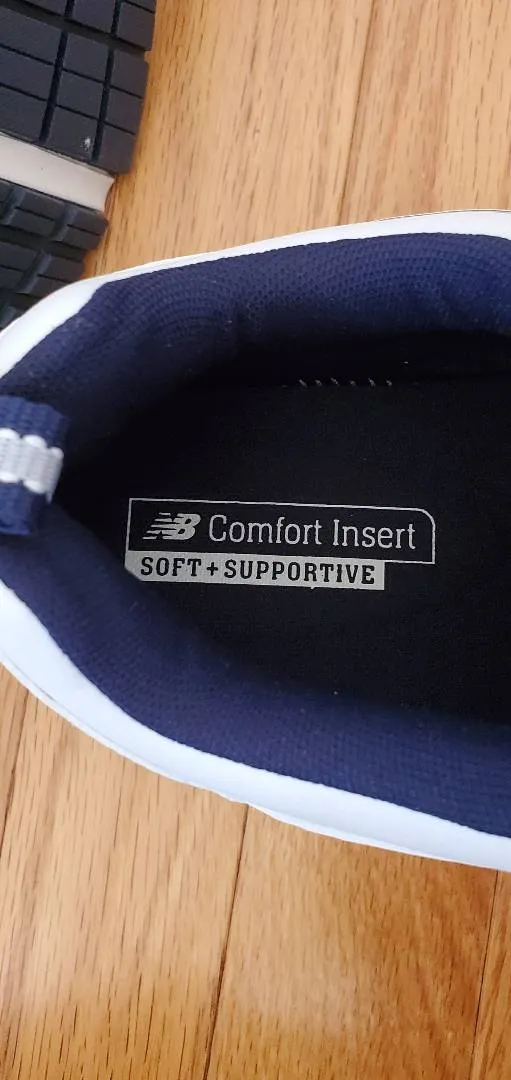 NB Comfort Insert
SOFT + SUPPORTIVE